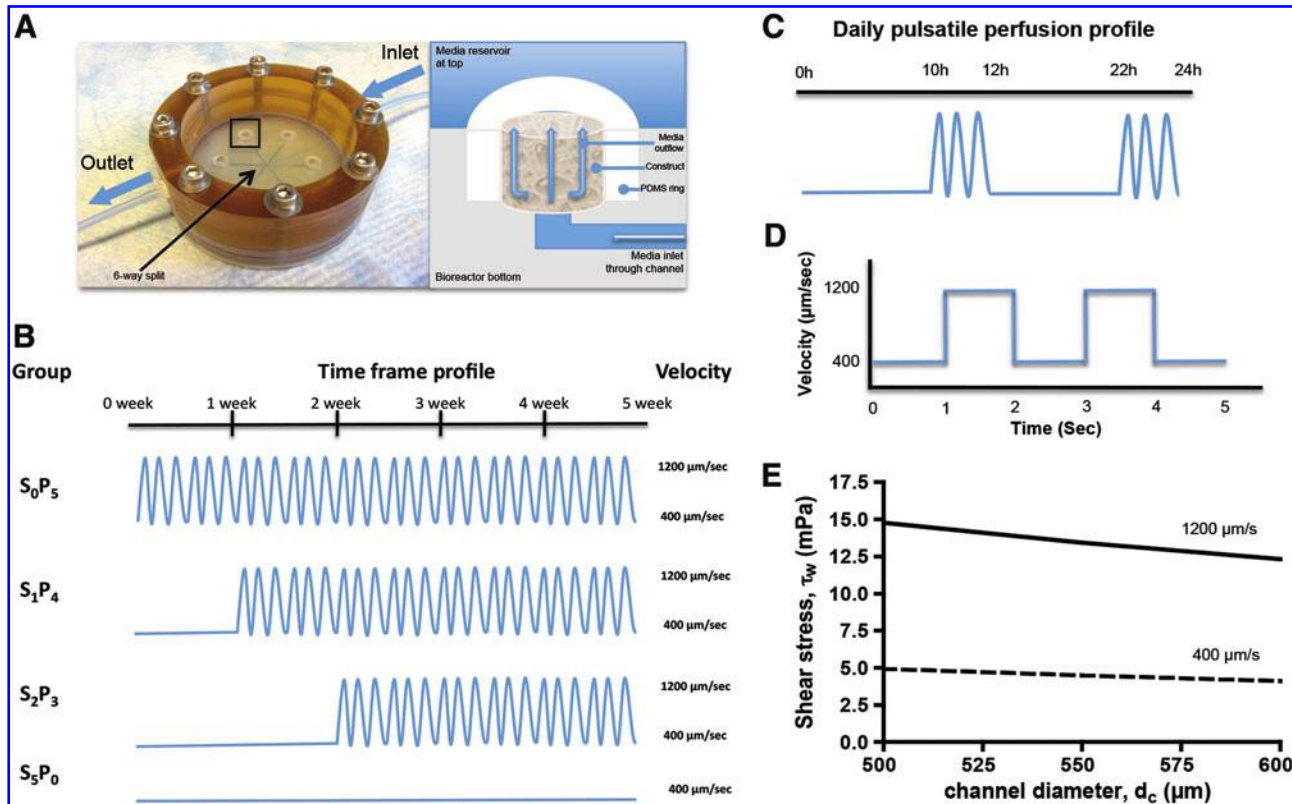 A
Inlet
Outlet
6-way split
Media reservoir
at top
Media
outflow
Construct
PDMS ring
Media inlet
through channel
Bioreactor bottom
B
Group
Time frame profile
Velocity
0 week 1 week 2 week 3 week 4 week 5 week
S₀P₅
1200 µm/sec
400 µm/sec
S₁P₄
1200 µm/sec
400 µm/sec
S₂P₃
1200 µm/sec
400 µm/sec
S₅P₀
400 µm/sec
C
Daily pulsatile perfusion profile
0h 10h 12h 22h 24h
D
Velocity (µm/sec)
1200
400
0 1 2 3 4 5
Time (Sec)
E
Shear stress, τw (mPa)
17.5
15.0
12.5
10.0
7.5
5.0
2.5
0.0
1200 µm/s
400 µm/s
500 525 550 575 600
channel diameter, dc (µm)